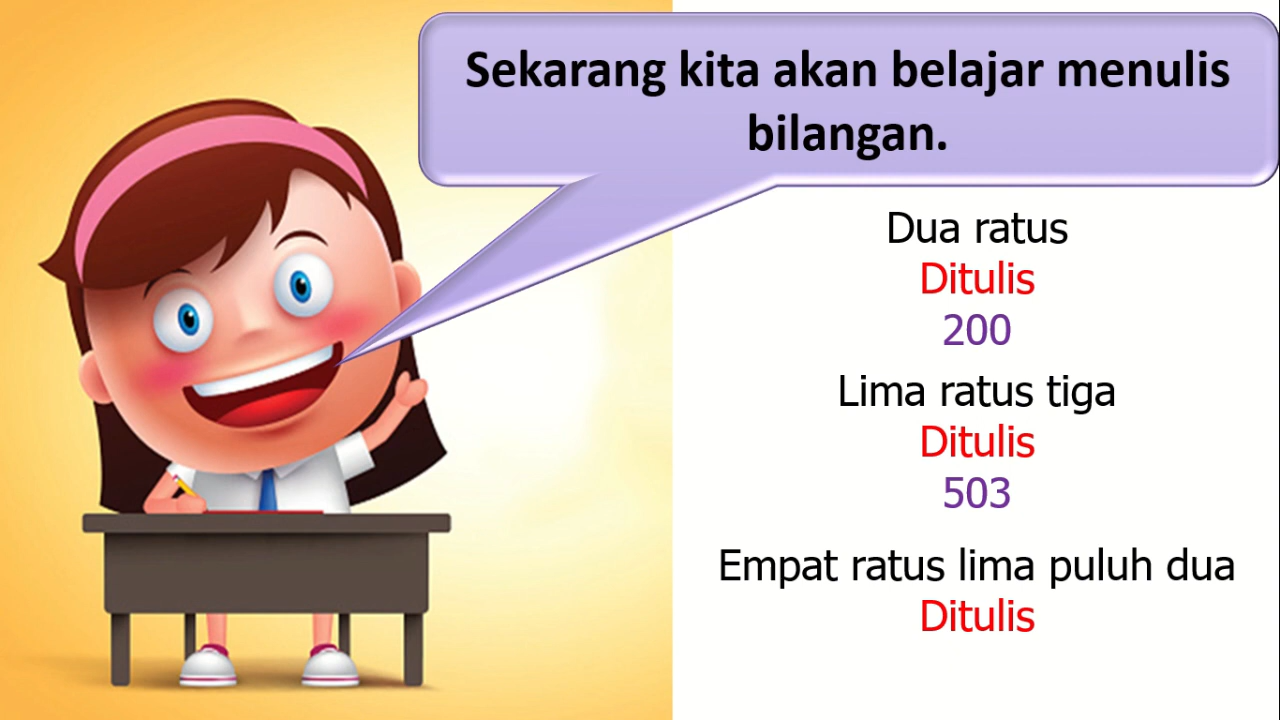 Sekarang kita akan belajar menulis
bilangan.
Dua ratus
Ditulis
200
Lima ratus tiga
Ditulis
503
Empat ratus lima puluh dua
Ditulis